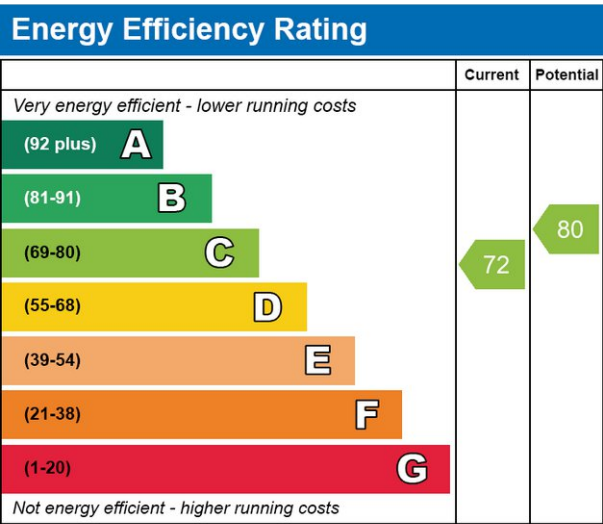 Energy Efficiency Rating
Current Potential
Very energy efficient - lower running costs
(92 plus) A
(81-91) B
80
(69-80) C
72
(55-68) D
(39-54) E
(21-38) F
(1-20) G
Not energy efficient - higher running costs